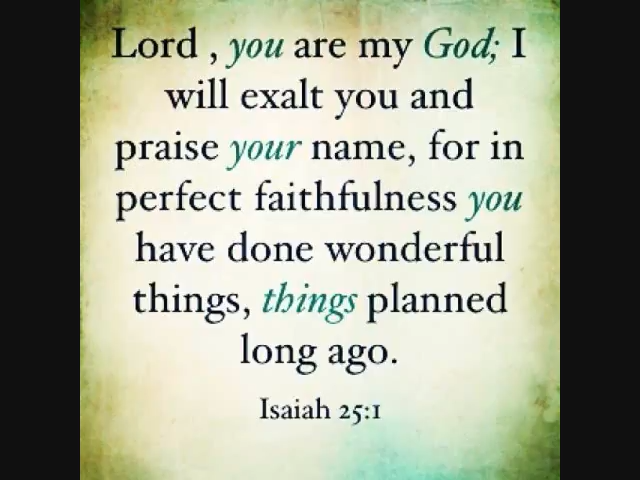 Lord , you are my God; I
will exalt you and
praise your name, for in
perfect faithfulness you
have done wonderful
things, things planned
long ago.
Isaiah 25:1